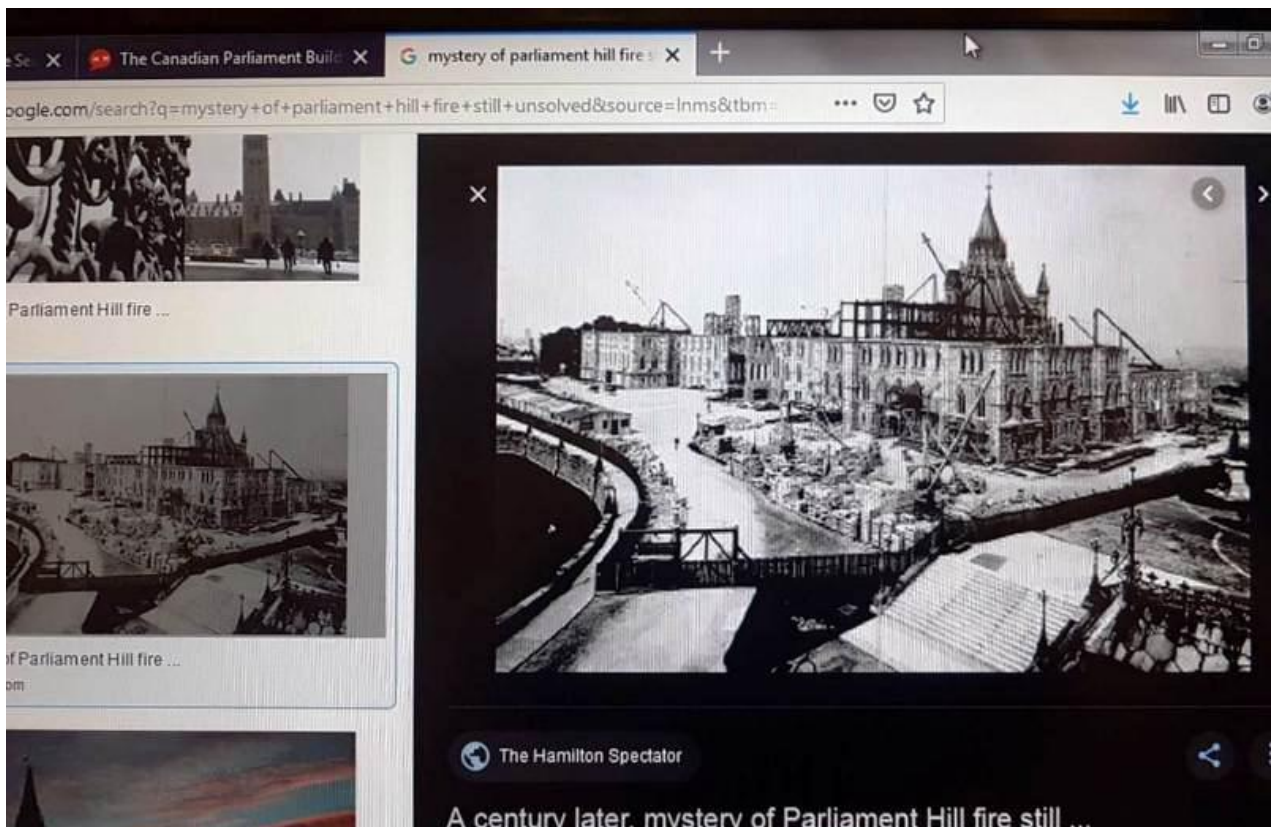 The Canadian Parliament Build
mystery of parliament hill fire s
oogle.com/search?q=mystery+of+parliament+hill+fire+still+unsolved&source=lnms&tbm=
Parliament Hill fire ...
of Parliament Hill fire ...
om
The Hamilton Spectator
A century later, mystery of Parliament Hill fire still ...